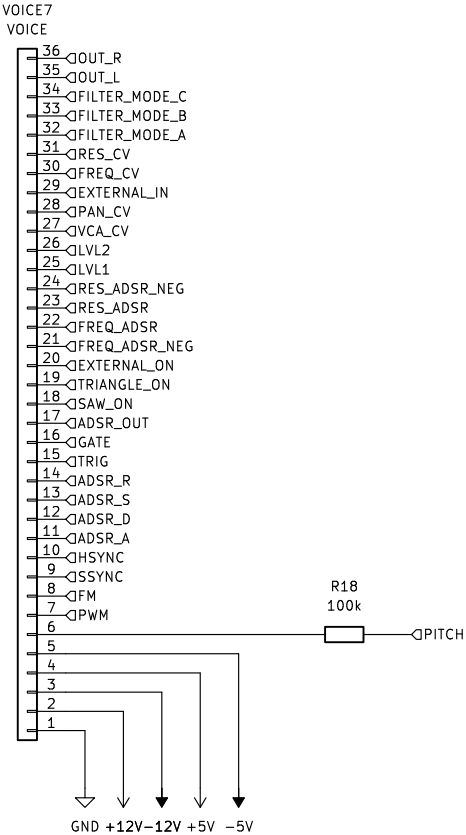 VOICE7
VOICE
36 OUT_R
35 OUT_L
34 FILTER_MODE_C
33 FILTER_MODE_B
32 FILTER_MODE_A
31 RES_CV
30 FREQ_CV
29 EXTERNAL_IN
28 PAN_CV
27 VCA_CV
26 LVL2
25 LVL1
24 RES_ADSR_NEG
23 RES_ADSR
22 FREQ_ADSR
21 FREQ_ADSR_NEG
20 EXTERNAL_ON
19 TRIANGLE_ON
18 SAW_ON
17 ADSR_OUT
16 GATE
15 TRIG
14 ADSR_R
13 ADSR_S
12 ADSR_D
11 ADSR_A
10 HSYNC
9 SSYNC
8 FM
7 PWM
R18
100k
6 PITCH
5
4
3
2
1
GND +12V -12V +5V -5V